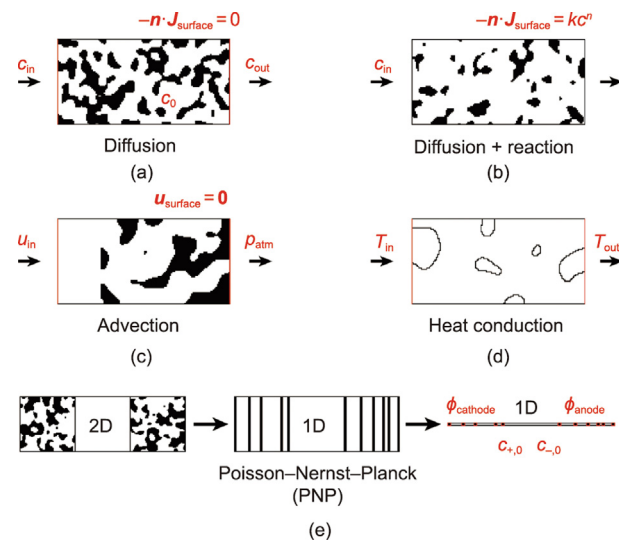 −n·J_surface = 0
−n·J_surface = kcⁿ
c_in
c_0
c_out
c_in
Diffusion
Diffusion + reaction
(a)
(b)
u_surface = 0
u_in
p_atm
T_in
T_out
Advection
Heat conduction
(c)
(d)
2D
1D
ϕ_cathode
1D
ϕ_anode
c_+,0
c_−,0
Poisson–Nernst–Planck
(PNP)
(e)